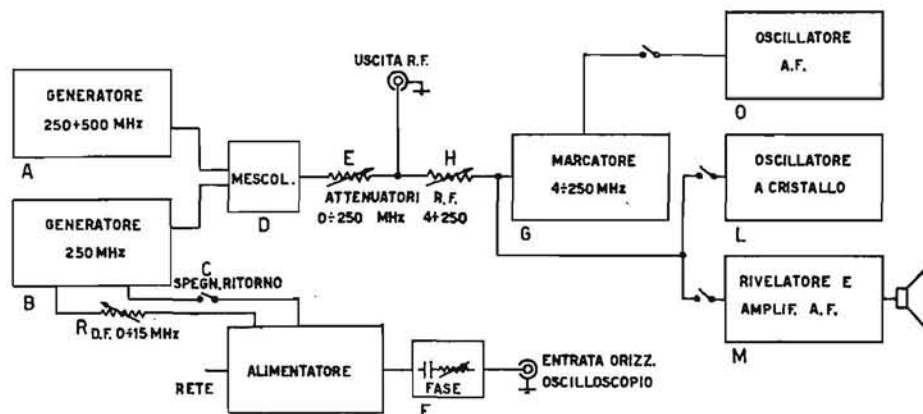 GENERATORE
250÷500 MHz
A
GENERATORE
250 MHz
B
MESCOL.
D
C
SPEGN. RITORNO
R D.F. 0÷15 MHz
RETE
ALIMENTATORE
FASE
F
ENTRATA ORIZZ.
OSCILLOSCOPIO
USCITA R.F.
E
H
ATTENUATORI R.F.
0÷250 MHz 4÷250
MARCATORE
4÷250 MHz
G
OSCILLATORE
A.F.
O
OSCILLATORE
A CRISTALLO
L
RIVELATORE E
AMPLIF. A.F.
M